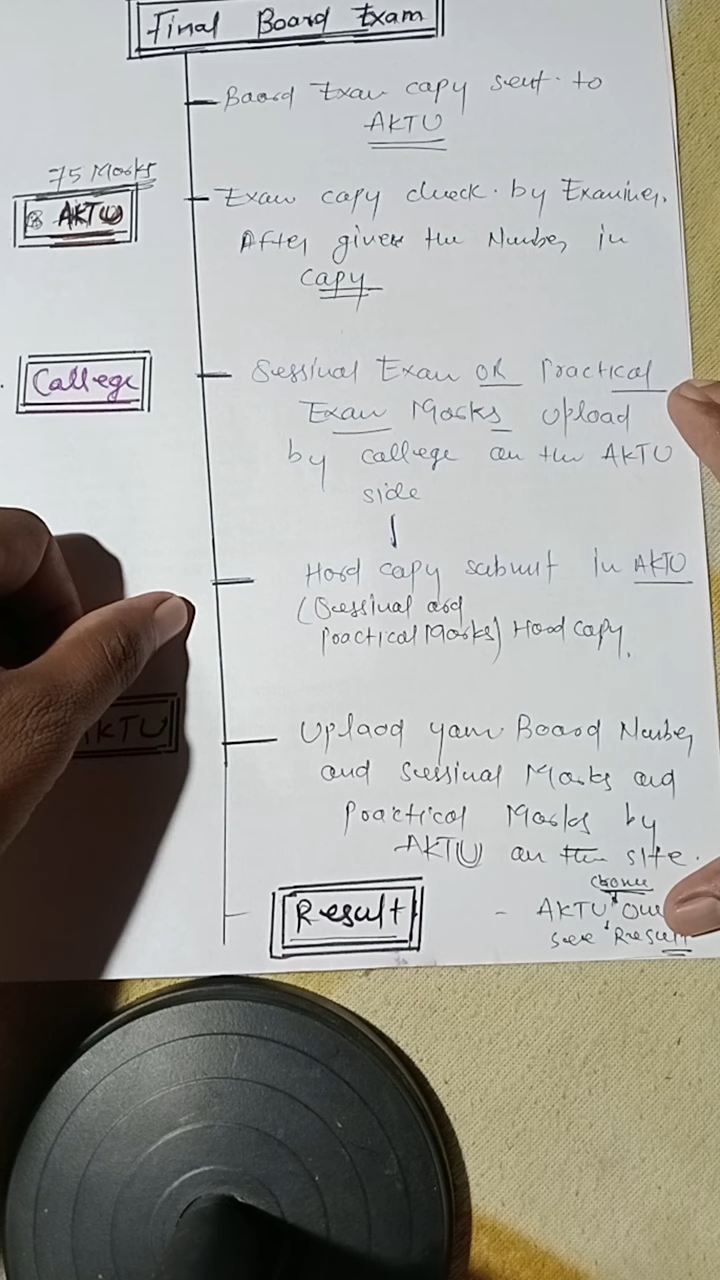 Final Board Exam
Board Exam copy sent to
AKTU
75 Marks
AKTU
Exam copy check by Examiner.
After given the Number in
copy
College
Sessional Exam OR Practical
Exam Marks Upload
by college on the AKTU
side
Hard copy submit in AKTU
(Sessional and
Practical Marks) Hard copy.
AKTU
Upload your Board Number
and Sessional Marks and
Practical Marks by
AKTU on the site.
Result
- AKTU One
see Result